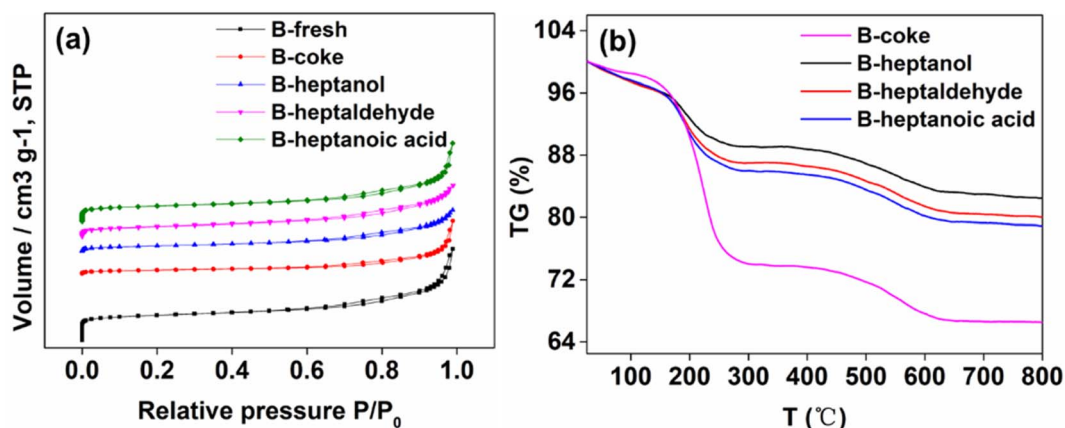 (a)
B-fresh
B-coke
B-heptanol
B-heptaldehyde
B-heptanoic acid
Volume / cm3 g-1, STP
0.0 0.2 0.4 0.6 0.8 1.0
Relative pressure P/P₀
(b)
B-coke
B-heptanol
B-heptaldehyde
B-heptanoic acid
TG (%)
104
96
88
80
72
64
100 200 300 400 500 600 700 800
T (℃)